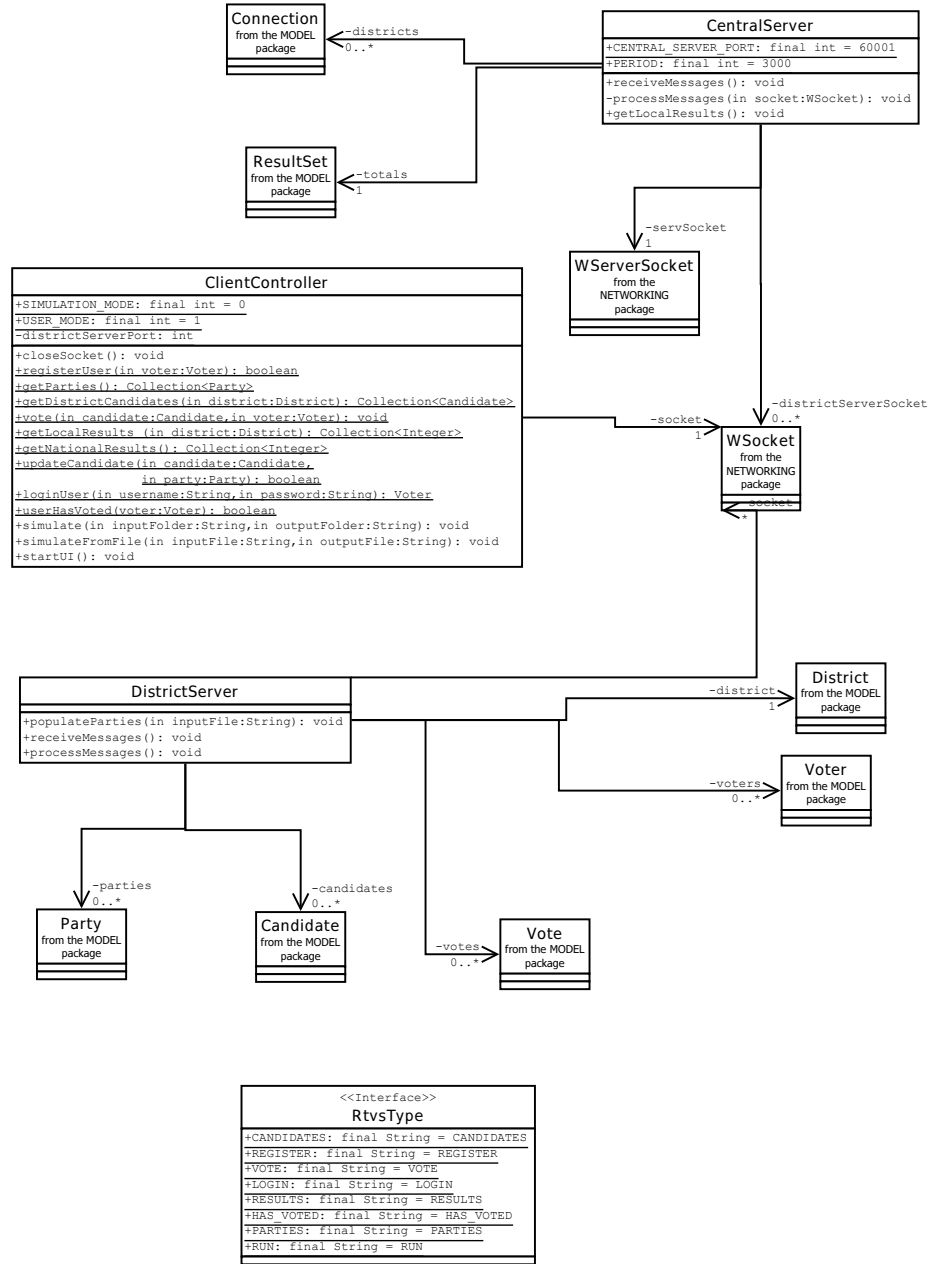 Connection
from the MODEL
package
-districts
0..*
CentralServer
+CENTRAL_SERVER_PORT: final int = 60001
+PERIOD: final int = 3000
+receiveMessages(): void
-processMessages(in socket:WSocket): void
+getLocalResults(): void
ResultSet
from the MODEL
package
-totals
1
-servSocket
1
WServerSocket
from the
NETWORKING
package
ClientController
+SIMULATION_MODE: final int = 0
+USER_MODE: final int = 1
-districtServerPort: int
+closeSocket(): void
+registerUser(in voter:Voter): boolean
+getParties(): Collection<Party>
+getDistrictCandidates(in district:District): Collection<Candidate>
+vote(in candidate:Candidate,in voter:Voter): void
+getLocalResults (in district:District): Collection<Integer>
+getNationalResults(): Collection<Integer>
+updateCandidate(in candidate:Candidate,
in party:Party): boolean
+loginUser(in username:String,in password:String): Voter
+userHasVoted(voter:Voter): boolean
+simulate(in inputFolder:String,in outputFolder:String): void
+simulateFromFile(in inputFile:String,in outputFile:String): void
+startUI(): void
-socket
1
-districtServerSocket
0..*
WSocket
from the
NETWORKING
package
-socket
*
DistrictServer
+populateParties(in inputFile:String): void
+receiveMessages(): void
+processMessages(): void
-district
1
District
from the MODEL
package
-voters
0..*
Voter
from the MODEL
package
-parties
0..*
Party
from the MODEL
package
-candidates
0..*
Candidate
from the MODEL
package
-votes
0..*
Vote
from the MODEL
package
<<Interface>>
RtvsType
+CANDIDATES: final String = CANDIDATES
+REGISTER: final String = REGISTER
+VOTE: final String = VOTE
+LOGIN: final String = LOGIN
+RESULTS: final String = RESULTS
+HAS_VOTED: final String = HAS_VOTED
+PARTIES: final String = PARTIES
+RUN: final String = RUN